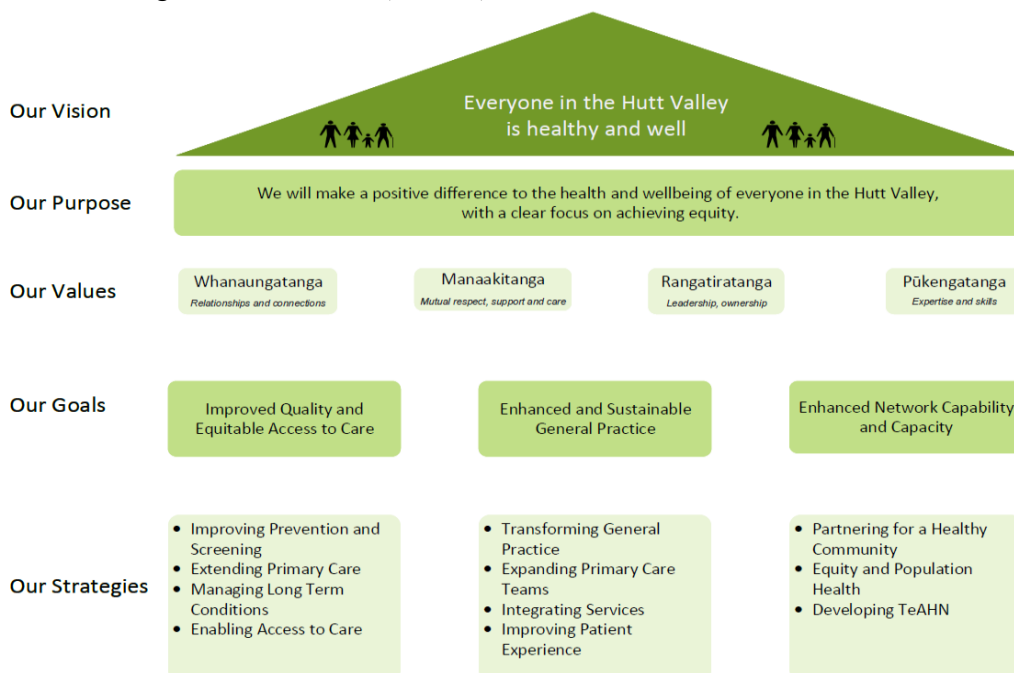 Our Vision
Everyone in the Hutt Valley
is healthy and well
Our Purpose
We will make a positive difference to the health and wellbeing of everyone in the Hutt Valley,
with a clear focus on achieving equity.
Our Values
Whanaungatanga
Relationships and connections
Manaakitanga
Mutual respect, support and care
Rangatiratanga
Leadership, ownership
Pūkengatanga
Expertise and skills
Our Goals
Improved Quality and
Equitable Access to Care
Enhanced and Sustainable
General Practice
Enhanced Network Capability
and Capacity
Our Strategies
• Improving Prevention and
Screening
• Extending Primary Care
• Managing Long Term
Conditions
• Enabling Access to Care
• Transforming General
Practice
• Expanding Primary Care
Teams
• Integrating Services
• Improving Patient
Experience
• Partnering for a Healthy
Community
• Equity and Population
Health
• Developing TeAHN